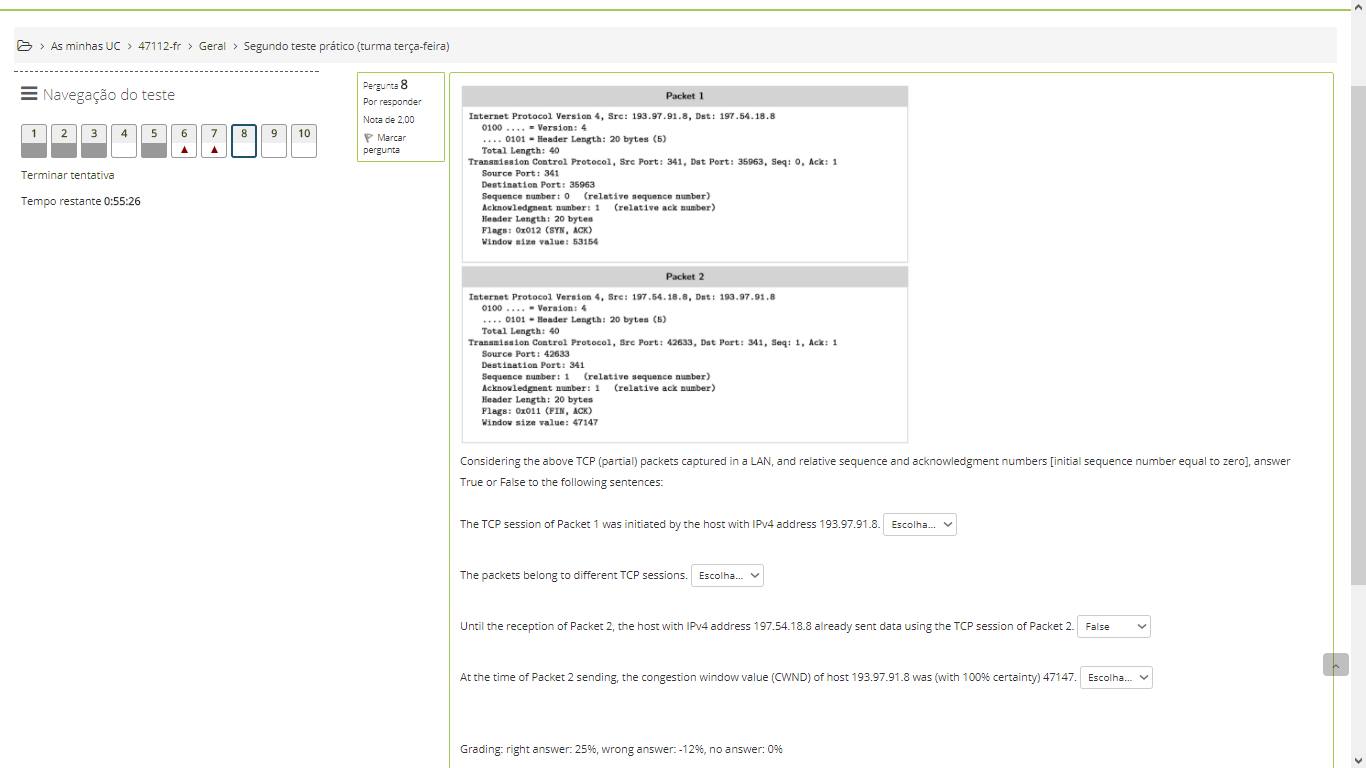 > As minhas UC > 47112-fr > Geral > Segundo teste prático (turma terça-feira)
Navegação do teste
1 2 3 4 5 6 7 8 9 10
Terminar tentativa
Tempo restante 0:55:26
Pergunta 8
Por responder
Nota de 2,00
Marcar
pergunta
Packet 1
Internet Protocol Version 4, Src: 193.97.91.8, Dst: 197.54.18.8
0100 .... = Version: 4
.... 0101 = Header Length: 20 bytes (5)
Total Length: 40
Transmission Control Protocol, Src Port: 341, Dst Port: 35963, Seq: 0, Ack: 1
Source Port: 341
Destination Port: 35963
Sequence number: 0 (relative sequence number)
Acknowledgment number: 1 (relative ack number)
Header Length: 20 bytes
Flags: 0x012 (SYN, ACK)
Window size value: 53154
Packet 2
Internet Protocol Version 4, Src: 197.54.18.8, Dst: 193.97.91.8
0100 .... = Version: 4
.... 0101 = Header Length: 20 bytes (5)
Total Length: 40
Transmission Control Protocol, Src Port: 42633, Dst Port: 341, Seq: 1, Ack: 1
Source Port: 42633
Destination Port: 341
Sequence number: 1 (relative sequence number)
Acknowledgment number: 1 (relative ack number)
Header Length: 20 bytes
Flags: 0x011 (FIN, ACK)
Window size value: 47147
Considering the above TCP (partial) packets captured in a LAN, and relative sequence and acknowledgment numbers [initial sequence number equal to zero], answer
True or False to the following sentences:
The TCP session of Packet 1 was initiated by the host with IPv4 address 193.97.91.8. Escolha...
The packets belong to different TCP sessions. Escolha...
Until the reception of Packet 2, the host with IPv4 address 197.54.18.8 already sent data using the TCP session of Packet 2. False
At the time of Packet 2 sending, the congestion window value (CWND) of host 193.97.91.8 was (with 100% certainty) 47147. Escolha...
Grading: right answer: 25%, wrong answer: -12%, no answer: 0%